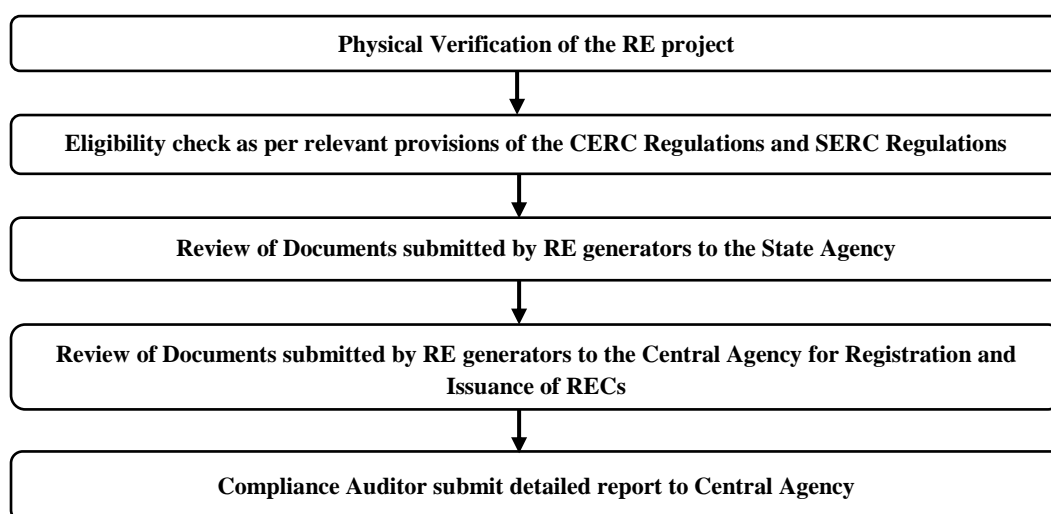 Physical Verification of the RE project
Eligibility check as per relevant provisions of the CERC Regulations and SERC Regulations
Review of Documents submitted by RE generators to the State Agency
Review of Documents submitted by RE generators to the Central Agency for Registration and
Issuance of RECs
Compliance Auditor submit detailed report to Central Agency